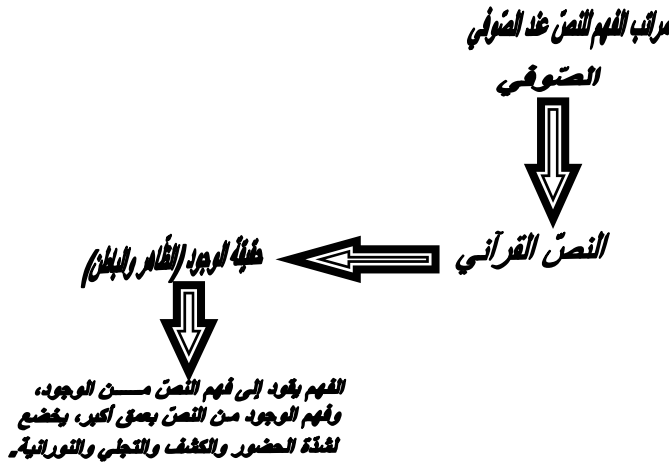 مراتب الفهم للنصّ عند الصّوفي
الصّوفي
النصّ القرآني
حقيقة الوجود (الظّاهر والباطن)
الفهم يقود إلى فهم النصّ مــن الوجود،
وفهم الوجود من النصّ بعمق أكبر، يخضع
لشدّة الحضور والكشف والتجلي والنورانية.